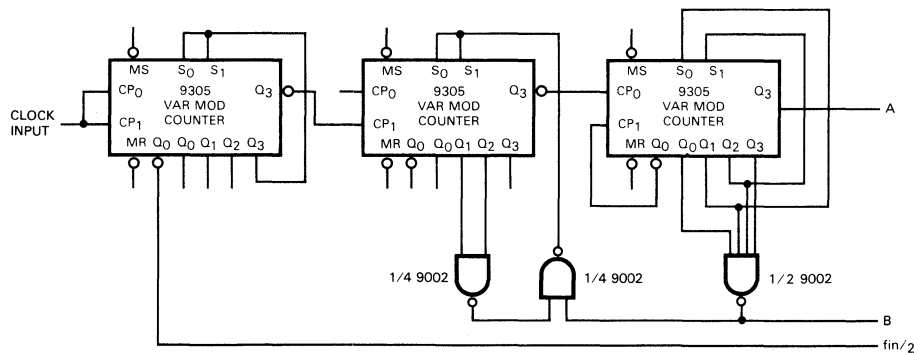 MS S0 S1
CP0 9305 Q3
VAR MOD
COUNTER
CP1
MR Q0 Q0 Q1 Q2 Q3
CLOCK
INPUT
MS S0 S1
CP0 9305 Q3
VAR MOD
COUNTER
CP1
MR Q0 Q0 Q1 Q2 Q3
MS S0 S1
CP0 9305 Q3
VAR MOD
COUNTER
CP1
MR Q0 Q0 Q1 Q2 Q3
A
1/4 9002
1/4 9002
1/2 9002
B
fin/2